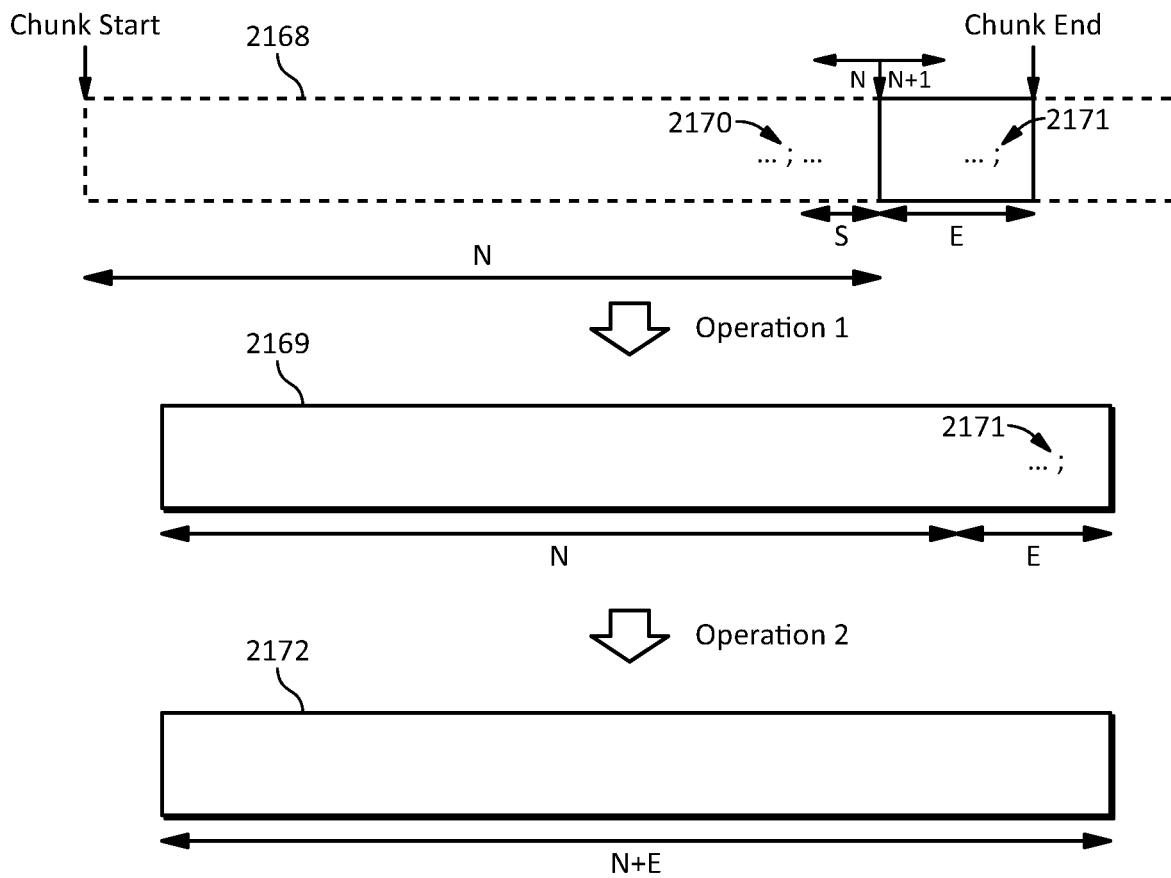 Chunk Start
2168
Chunk End
N N+1
2170
2171
... ; ...
... ;
S
E
N
Operation 1
2169
2171
... ;
N
E
Operation 2
2172
N+E